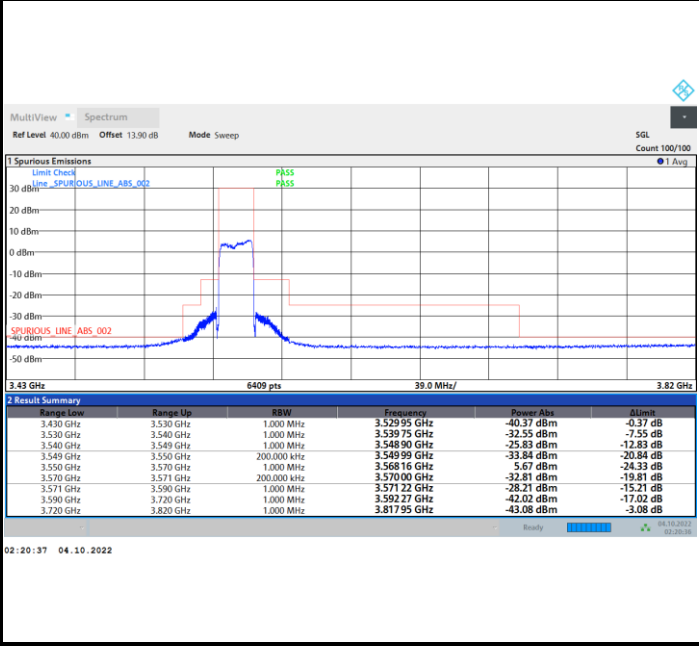 MultiView Spectrum
Ref Level 40.00 dBm Offset 13.90 dB Mode Sweep SGL
Count 100/100
1 Spurious Emissions 1 Avg
Limit Check PASS
Line _SPURIOUS_LINE_ABS_002 PASS
30 dBm
20 dBm
10 dBm
0 dBm
-10 dBm
-20 dBm
-30 dBm
_SPURIOUS_LINE_ABS_002
-40 dBm
-50 dBm
3.43 GHz 6409 pts 39.0 MHz/ 3.82 GHz
2 Result Summary
Range Low Range Up RBW Frequency Power Abs ΔLimit
3.430 GHz 3.530 GHz 1.000 MHz 3.529 95 GHz -40.37 dBm -0.37 dB
3.530 GHz 3.540 GHz 1.000 MHz 3.539 75 GHz -32.55 dBm -7.55 dB
3.540 GHz 3.549 GHz 1.000 MHz 3.548 90 GHz -25.83 dBm -12.83 dB
3.549 GHz 3.550 GHz 200.000 kHz 3.549 99 GHz -33.84 dBm -20.84 dB
3.550 GHz 3.570 GHz 1.000 MHz 3.568 16 GHz 5.67 dBm -24.33 dB
3.570 GHz 3.571 GHz 200.000 kHz 3.570 00 GHz -32.81 dBm -19.81 dB
3.571 GHz 3.590 GHz 1.000 MHz 3.571 22 GHz -28.21 dBm -15.21 dB
3.590 GHz 3.720 GHz 1.000 MHz 3.592 27 GHz -42.02 dBm -17.02 dB
3.720 GHz 3.820 GHz 1.000 MHz 3.817 95 GHz -43.08 dBm -3.08 dB
Ready 04.10.2022
02:20:36
02:20:37 04.10.2022